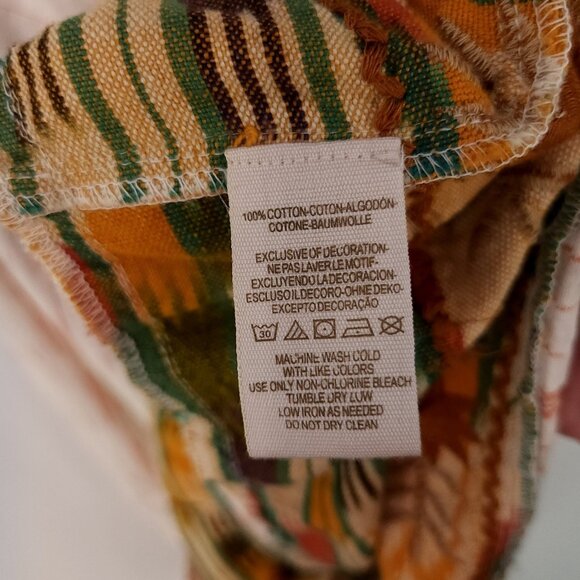 100% COTTON-COTON-ALGODÓN-
COTONE-BAUMWOLLE
EXCLUSIVE OF DECORATION-
NE PAS LAVER LE MOTIF-
EXCLUYENDO LA DECORACION-
ESCLUSO IL DECORO-OHNE DEKO-
EXCEPTO DECORAÇÃO
30
MACHINE WASH COLD
WITH LIKE COLORS
USE ONLY NON-CHLORINE BLEACH
TUMBLE DRY LOW
LOW IRON AS NEEDED
DO NOT DRY CLEAN